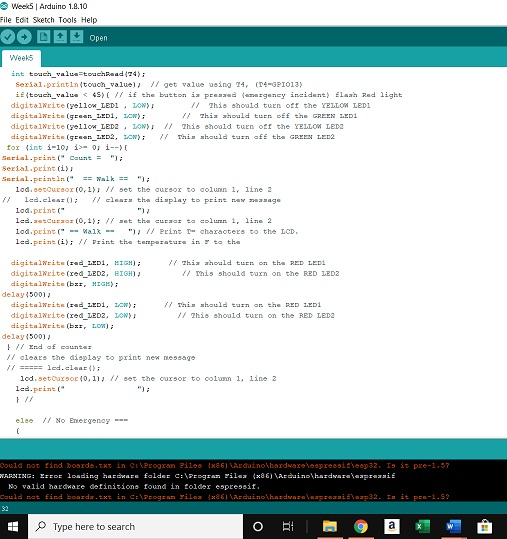 Week5 | Arduino 1.8.10
File Edit Sketch Tools Help
Open
Week5
int touch_value=touchRead(T4);
Serial.println(touch_value); // get value using T4, (T4=GPIO13)
if(touch_value < 45){ // if the button is pressed (emergency incident) flash Red light
digitalWrite(yellow_LED1 , LOW); // This should turn off the YELLOW LED1
digitalWrite(green_LED1, LOW); // This should turn off the GREEN LED1
digitalWrite(yellow_LED2 , LOW); // This should turn off the YELLOW LED2
digitalWrite(green_LED2, LOW); // This should turn off the GREEN LED2
for (int i=10; i>= 0; i--){
Serial.print(" Count = ");
Serial.print(i);
Serial.println(" == Walk == ");
lcd.setCursor(0,1); // set the cursor to column 1, line 2
// lcd.clear(); // clears the display to print new message
lcd.print(" ");
lcd.setCursor(0,1); // set the cursor to column 1, line 2
lcd.print(" == Walk == "); // Print T= characters to the LCD.
lcd.print(i); // Print the temperature in F to the
digitalWrite(red_LED1, HIGH); // This should turn on the RED LED1
digitalWrite(red_LED2, HIGH); // This should turn on the RED LED2
digitalWrite(bzr, HIGH);
delay(500);
digitalWrite(red_LED1, LOW); // This should turn on the RED LED1
digitalWrite(red_LED2, LOW); // This should turn on the RED LED2
digitalWrite(bzr, LOW);
delay(500);
} // End of counter
// clears the display to print new message
// ===== lcd.clear();
lcd.setCursor(0,1); // set the cursor to column 1, line 2
lcd.print(" ");
} //
else // No Emergency ===
{
Could not find boards.txt in C:\Program Files (x86)\Arduino\hardware\espressif\esp32. Is it pre-1.5?
WARNING: Error loading hardware folder C:\Program Files (x86)\Arduino\hardware\espressif
No valid hardware definitions found in folder espressif.
Could not find boards.txt in C:\Program Files (x86)\Arduino\hardware\espressif\esp32. Is it pre-1.5?
32
Type here to search